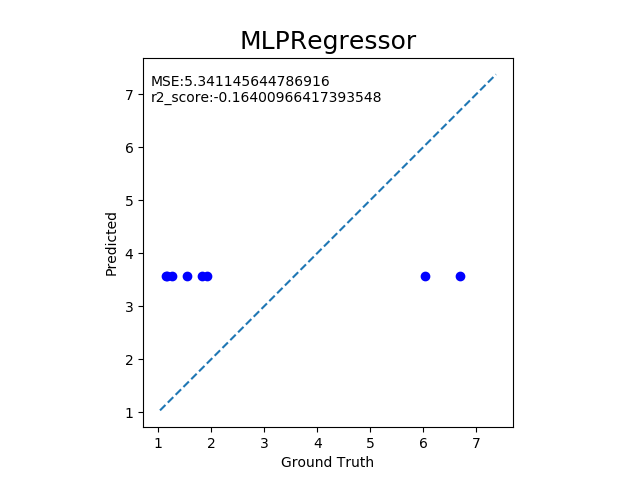 MLPRegressor
MSE:5.341145644786916
r2_score:-0.16400966417393548
7
6
5
4
3
2
1
Predicted
1 2 3 4 5 6 7
Ground Truth